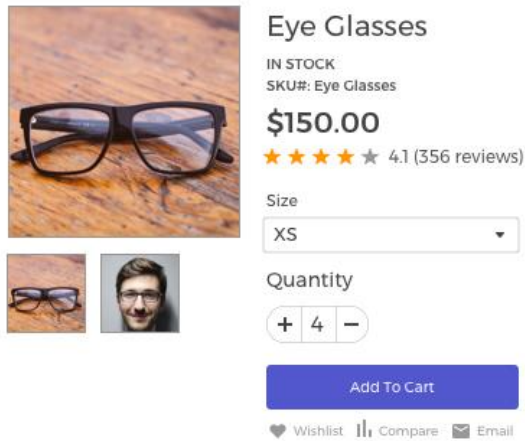 Eye Glasses
IN STOCK
SKU#: Eye Glasses
$150.00
4.1 (356 reviews)
Size
XS
Quantity
+ 4 −
Add To Cart
Wishlist Compare Email